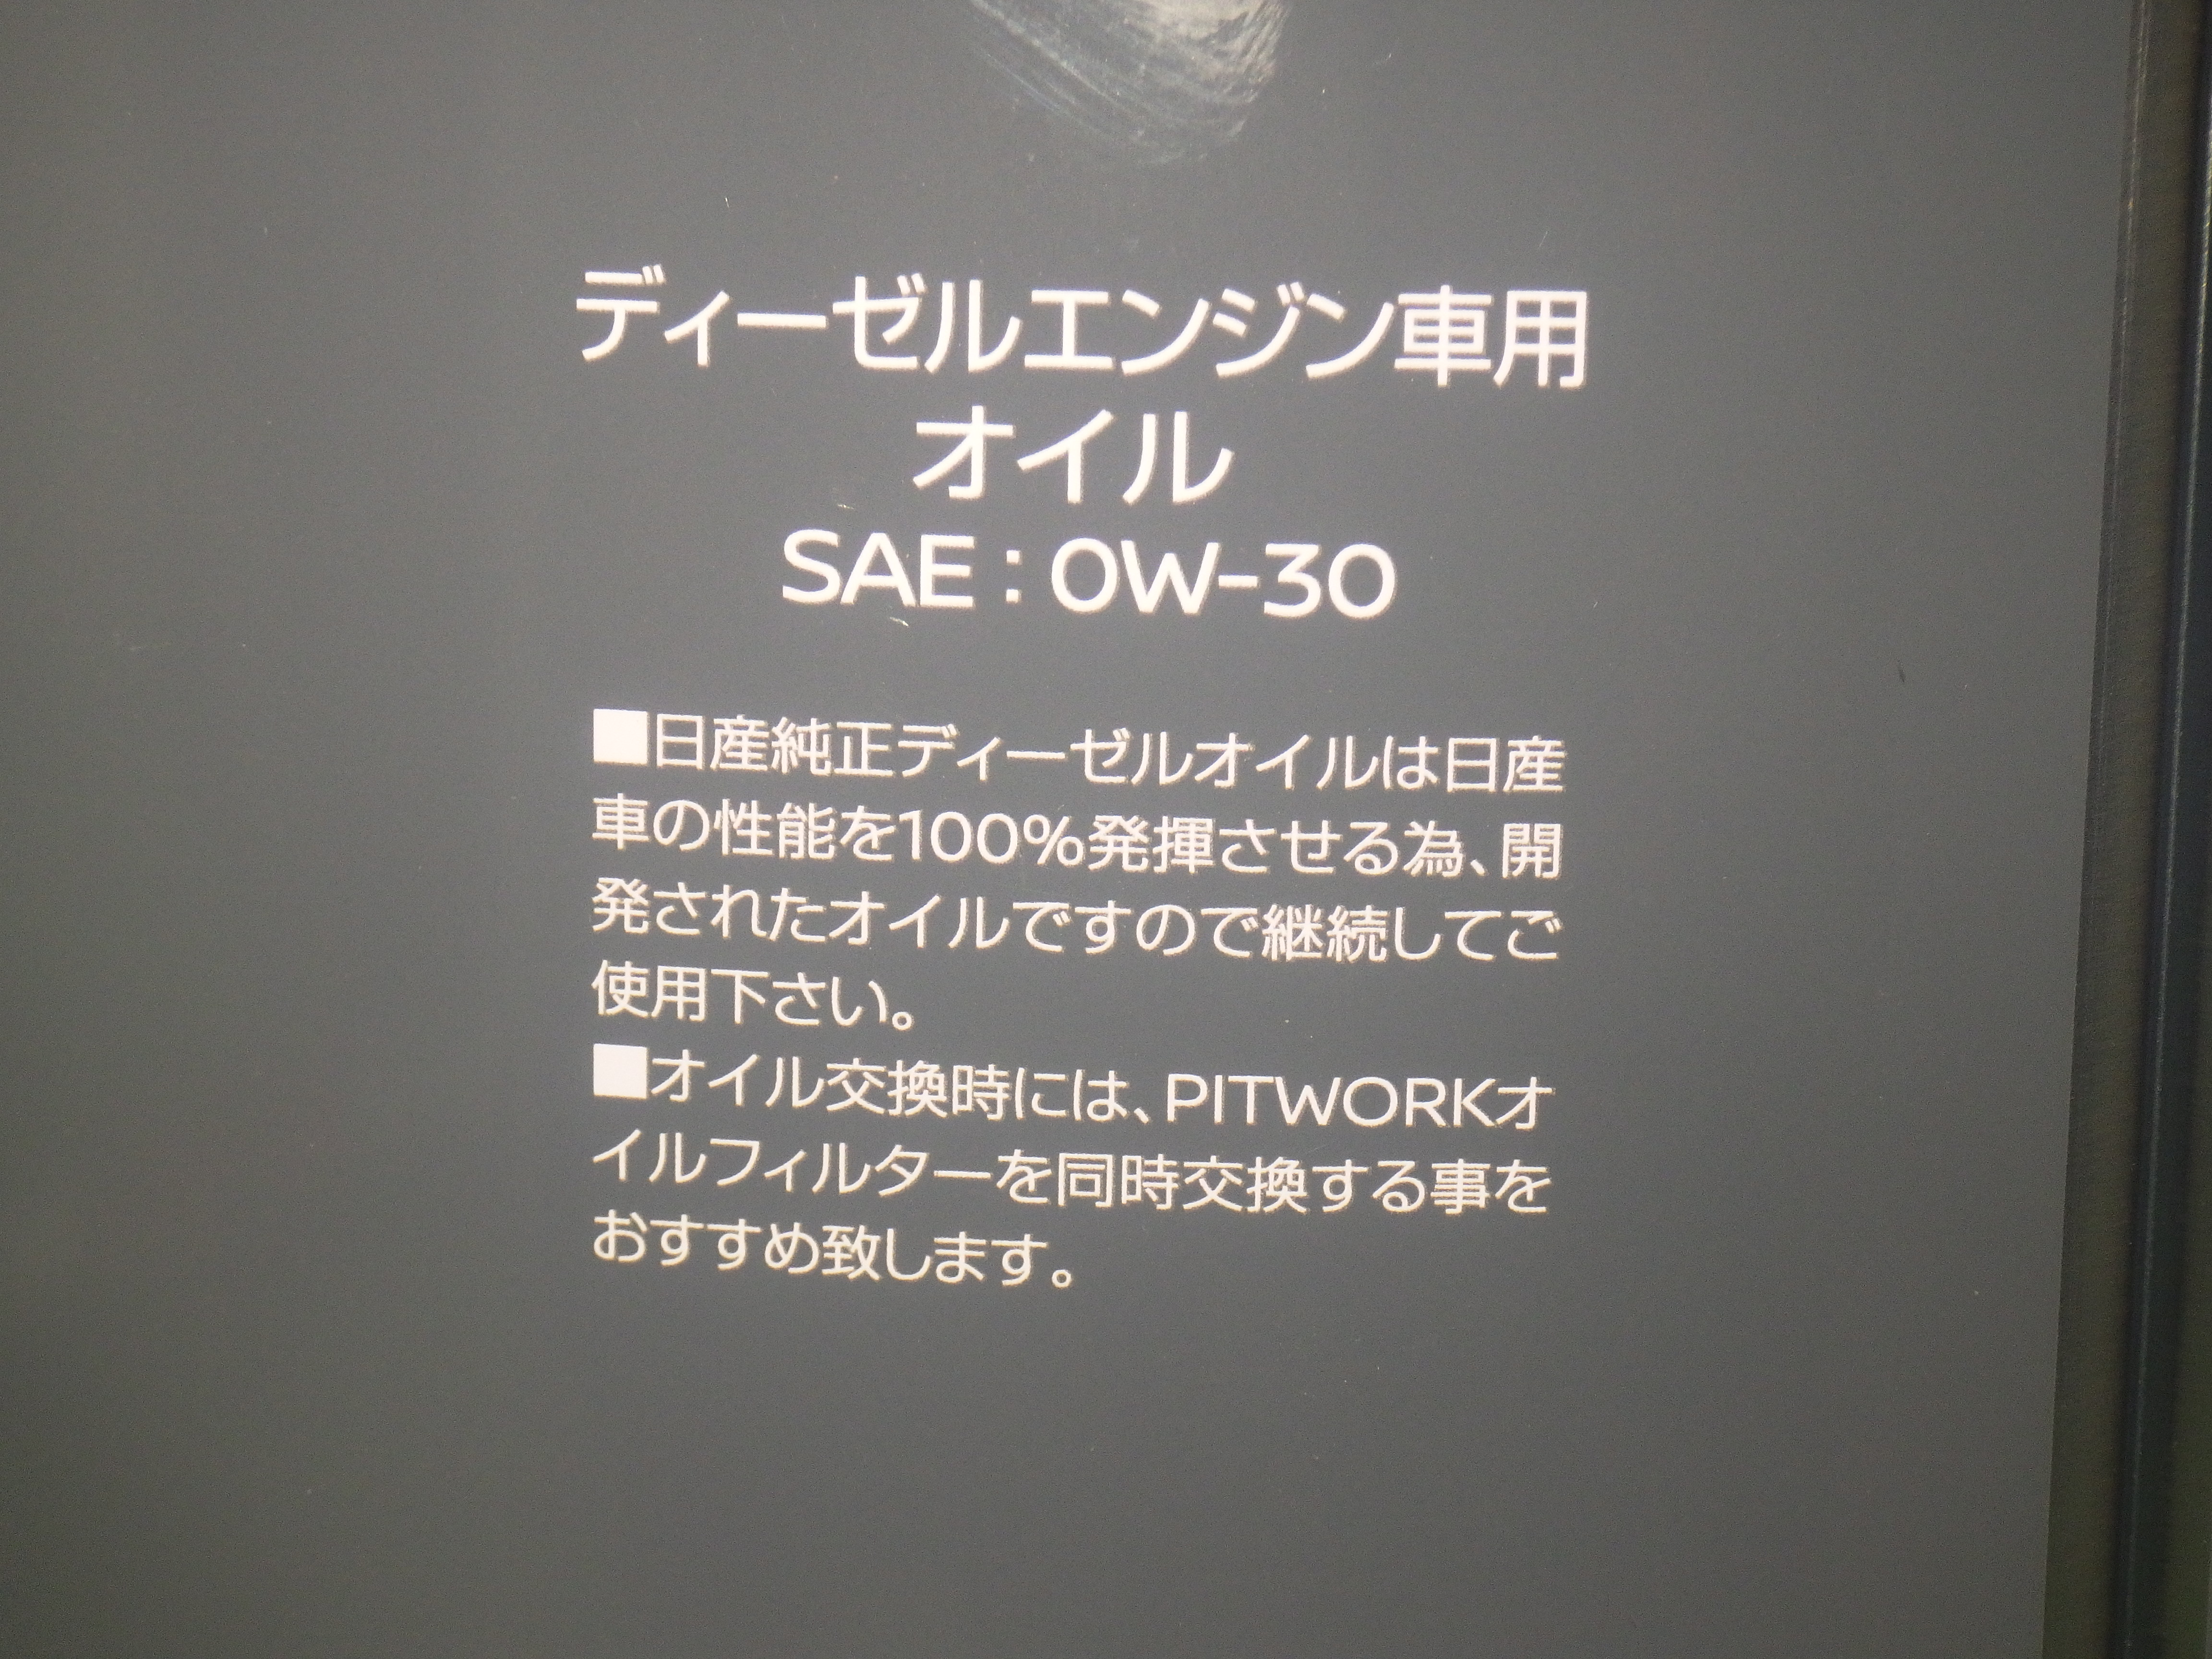 ディーゼルエンジン車用
オイル
SAE：0W-30
■日産純正ディーゼルオイルは日産
車の性能を100%発揮させる為、開
発されたオイルですので継続してご
使用下さい。
■オイル交換時には、PITWORKオ
イルフィルターを同時交換する事を
おすすめ致します。